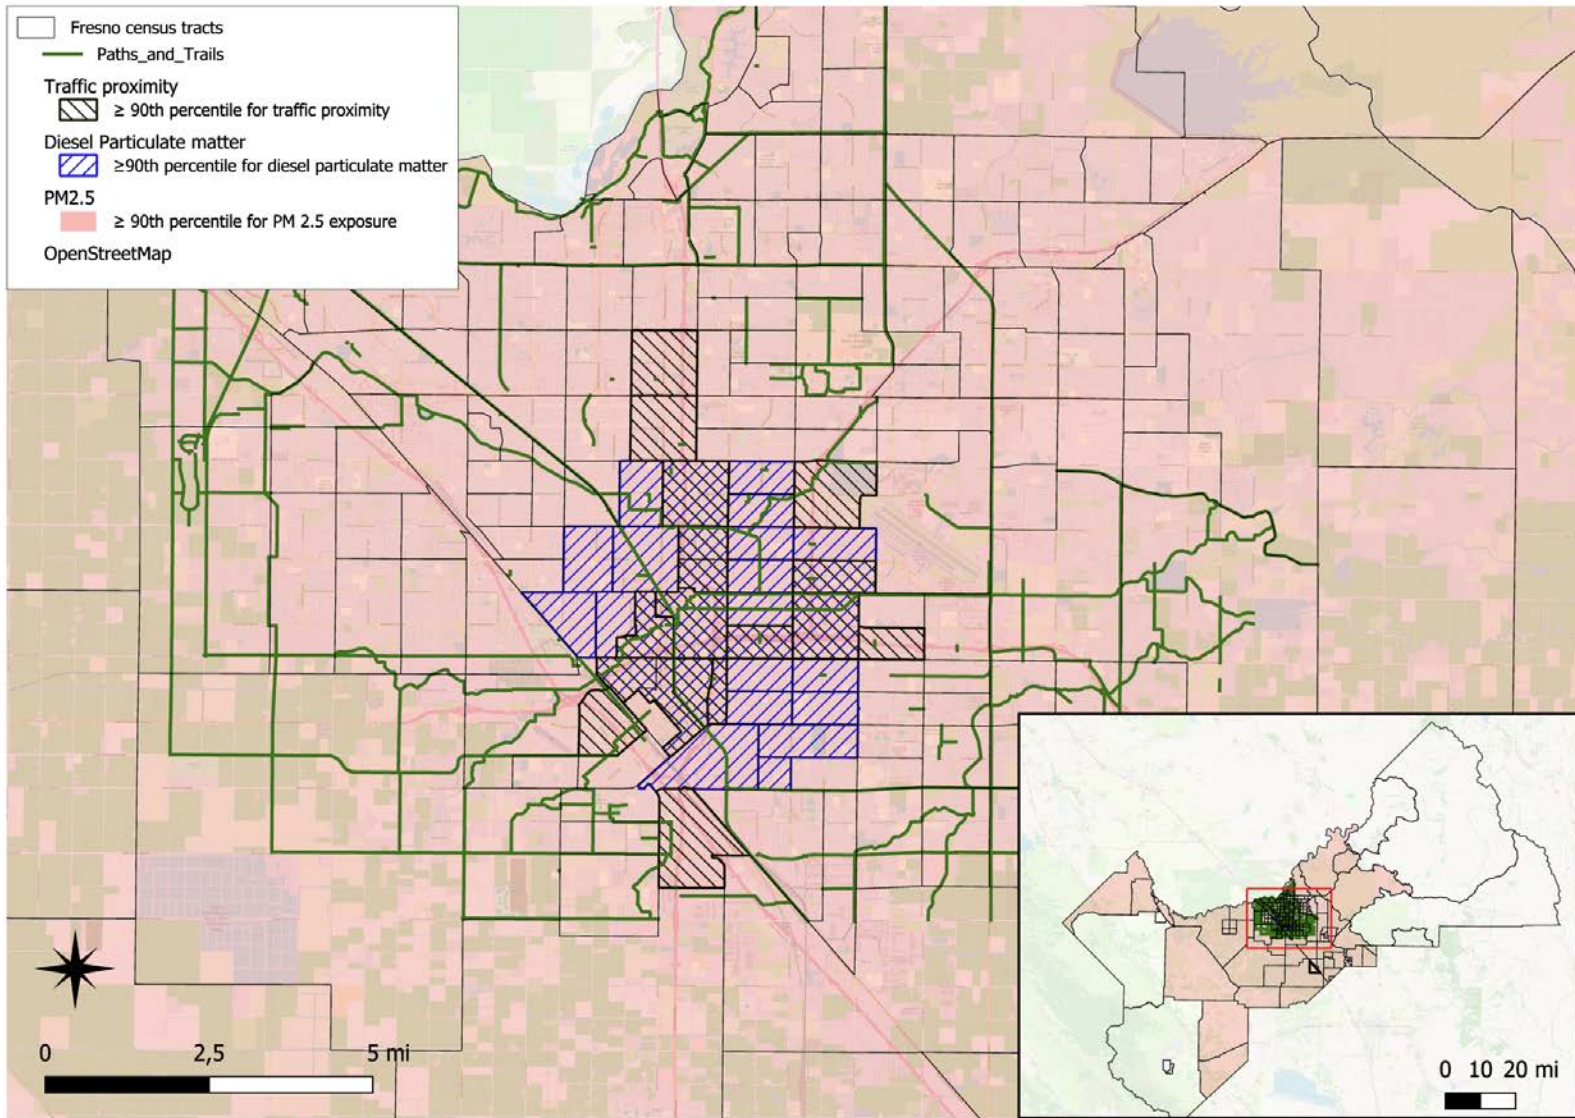 Fresno census tracts
Paths_and_Trails
Traffic proximity
≥ 90th percentile for traffic proximity
Diesel Particulate matter
≥90th percentile for diesel particulate matter
PM2.5
≥ 90th percentile for PM 2.5 exposure
OpenStreetMap
0 2,5 5 mi
0 10 20 mi